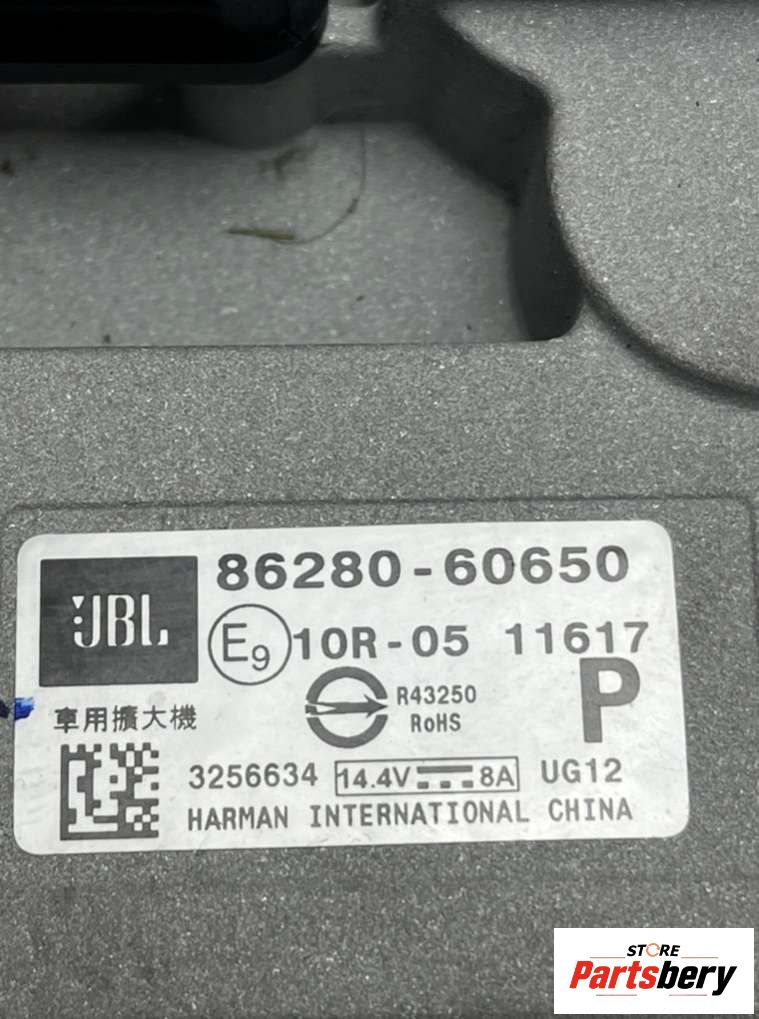 JBL
86280-60650
E9 10R-05 11617
R43250
RoHS
P
車用擴大機
3256634 14.4V 8A UG12
HARMAN INTERNATIONAL CHINA
STORE
Partsbery